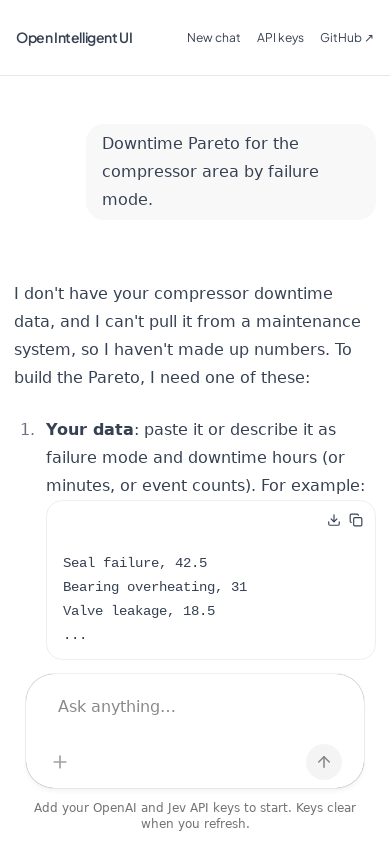 OpenIntelligent UI
New chat
API keys
GitHub ↗
Downtime Pareto for the
compressor area by failure
mode.
I don't have your compressor downtime
data, and I can't pull it from a maintenance
system, so I haven't made up numbers. To
build the Pareto, I need one of these:
1. Your data: paste it or describe it as
failure mode and downtime hours (or
minutes, or event counts). For example:
Seal failure, 42.5
Bearing overheating, 31
Valve leakage, 18.5
...
Ask anything...
Add your OpenAI and Jev API keys to start. Keys clear
when you refresh.